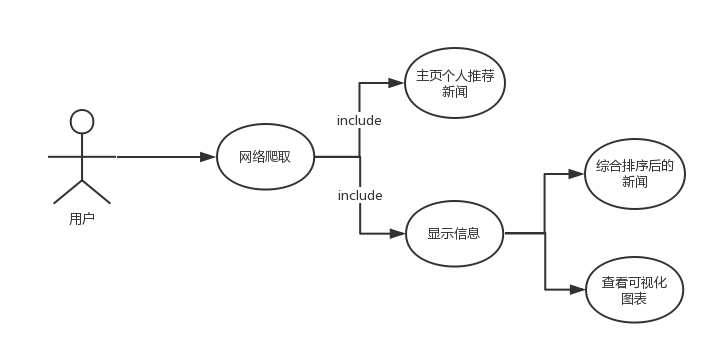 主页个人推荐
新闻
include
网络爬取
综合排序后的
新闻
include
用户
显示信息
查看可视化
图表